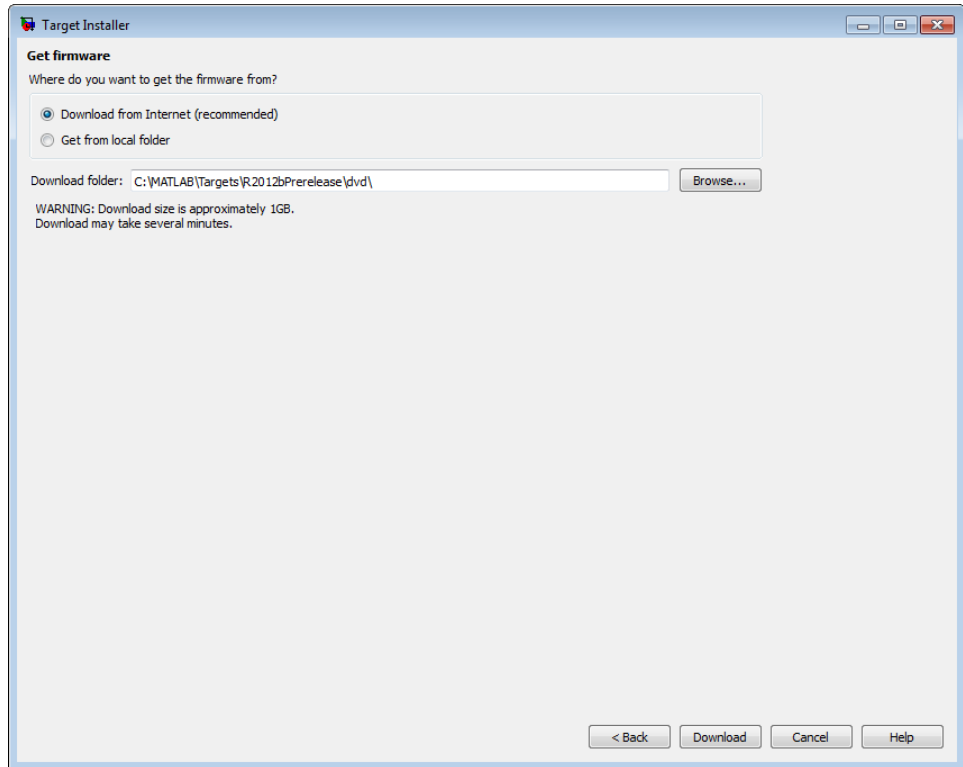 Target Installer
Get firmware
Where do you want to get the firmware from?
Download from Internet (recommended)
Get from local folder
Download folder: C:\MATLAB\Targets\R2012bPrerelease\dvd\ Browse...
WARNING: Download size is approximately 1GB.
Download may take several minutes.
< Back Download Cancel Help